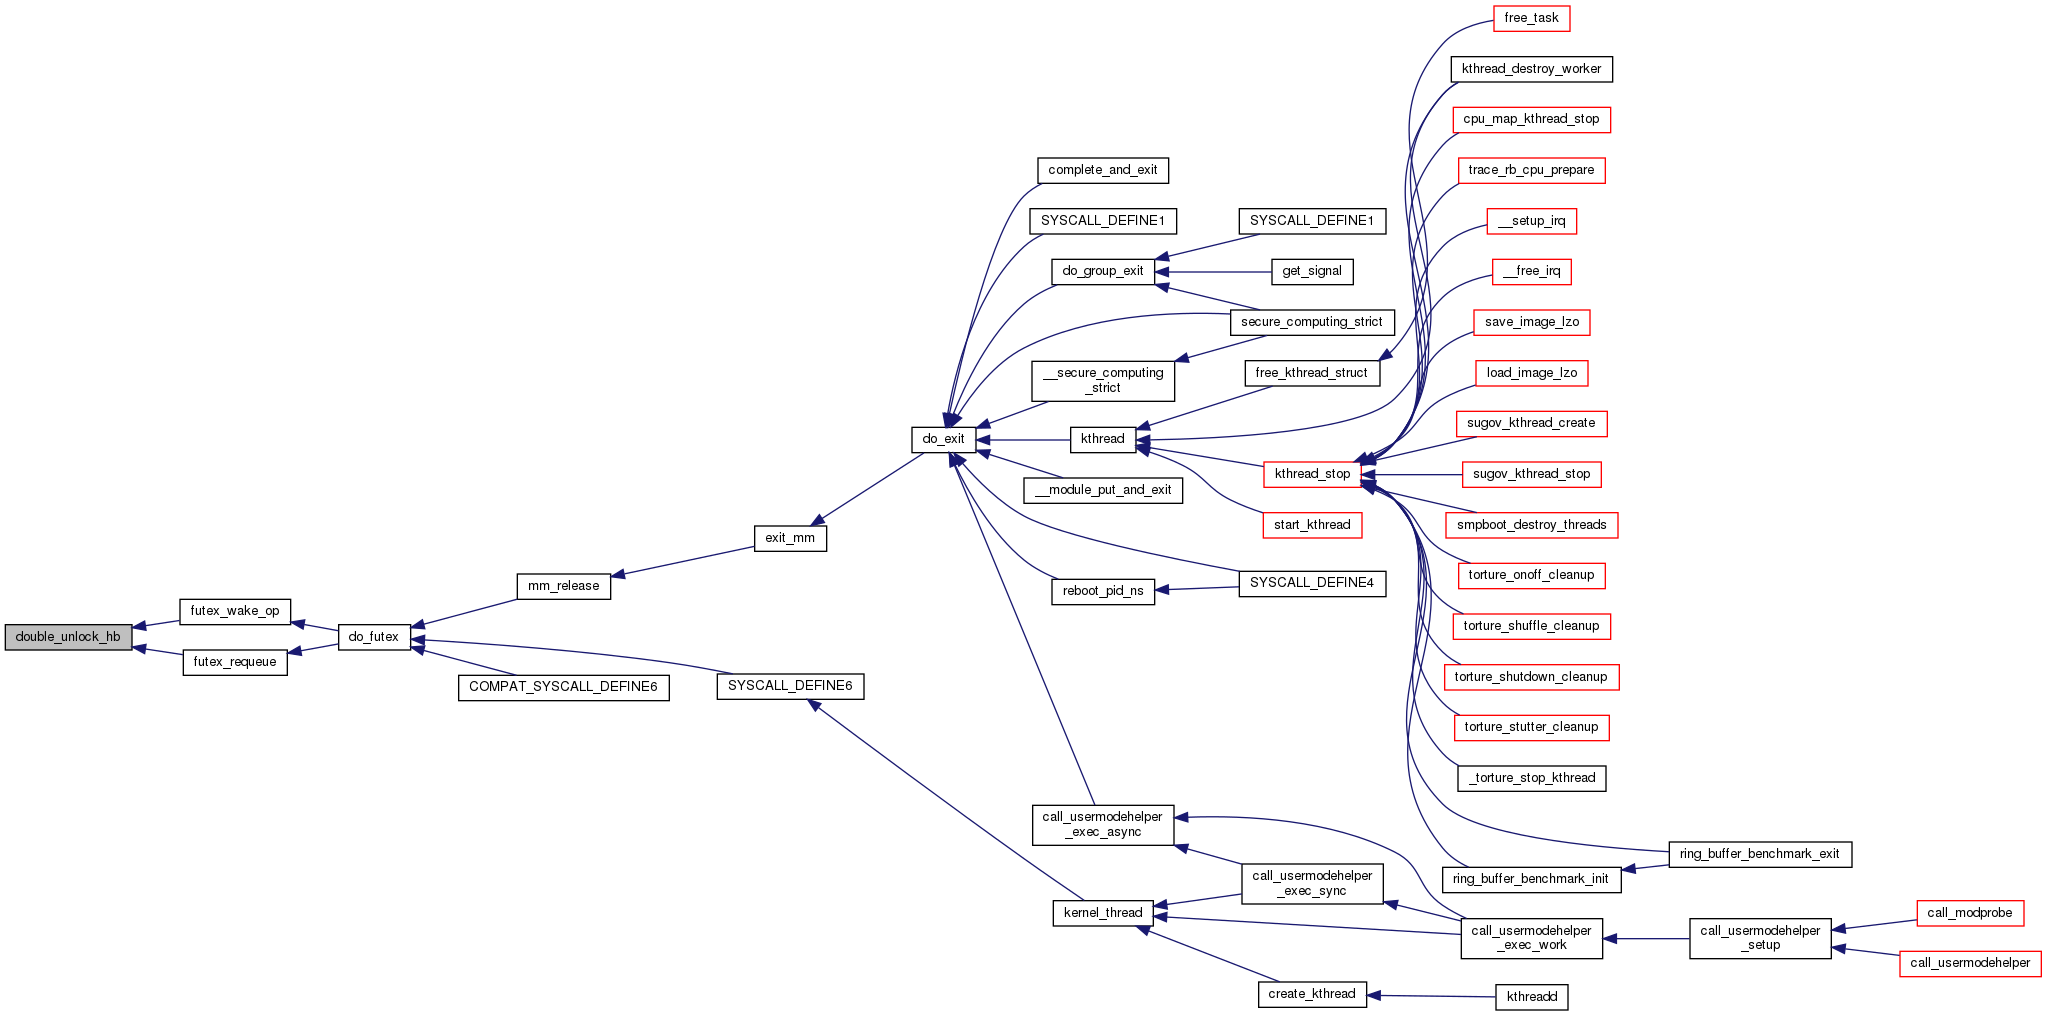 free_task
kthread_destroy_worker
cpu_map_kthread_stop
complete_and_exit
trace_rb_cpu_prepare
SYSCALL_DEFINE1
SYSCALL_DEFINE1
__setup_irq
do_group_exit
get_signal
__free_irq
secure_computing_strict
save_image_lzo
__secure_computing
_strict
free_kthread_struct
load_image_lzo
do_exit
kthread
sugov_kthread_create
kthread_stop
sugov_kthread_stop
__module_put_and_exit
start_kthread
smpboot_destroy_threads
exit_mm
mm_release
reboot_pid_ns
SYSCALL_DEFINE4
torture_onoff_cleanup
futex_wake_op
torture_shuffle_cleanup
double_unlock_hb
do_futex
futex_requeue
COMPAT_SYSCALL_DEFINE6
SYSCALL_DEFINE6
torture_shutdown_cleanup
torture_stutter_cleanup
_torture_stop_kthread
call_usermodehelper
_exec_async
ring_buffer_benchmark_exit
call_usermodehelper
_exec_sync
ring_buffer_benchmark_init
kernel_thread
call_usermodehelper
_exec_work
call_usermodehelper
_setup
call_modprobe
call_usermodehelper
create_kthread
kthreadd